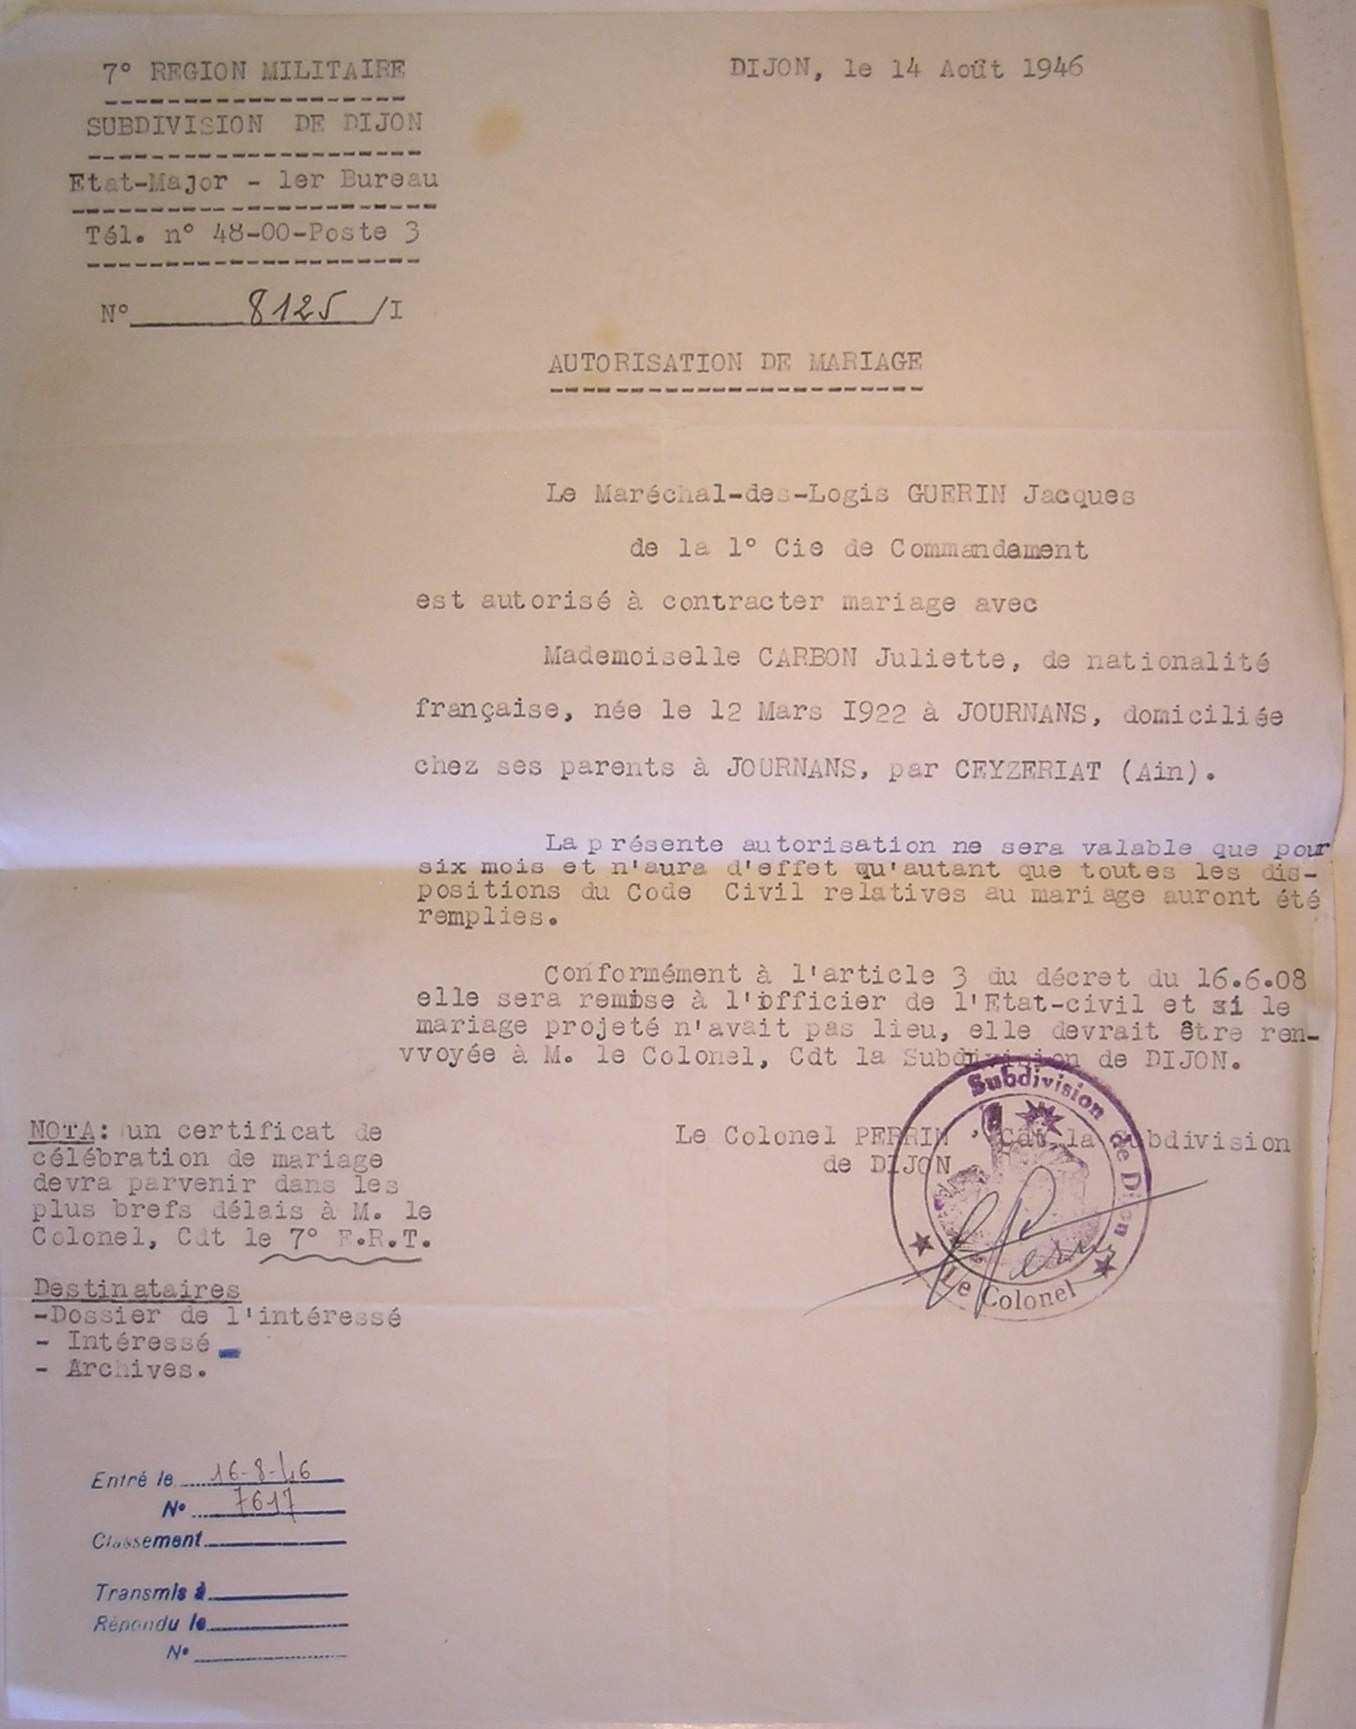 7° REGION MILITAIRE
SUBDIVISION DE DIJON
Etat-Major - 1er Bureau
Tél. n° 48-00-Poste 3
N° 8125 /I
DIJON, le 14 Août 1946
AUTORISATION DE MARIAGE
Le Maréchal-des-Logis GUERIN Jacques
de la 1° Cie de Commandement
est autorisé à contracter mariage avec
Mademoiselle CARBON Juliette, de nationalité
française, née le 12 Mars 1922 à JOURNANS, domiciliée
chez ses parents à JOURNANS, par CEYZERIAT (Ain).
La présente autorisation ne sera valable que pour
six mois et n'aura d'effet qu'autant que toutes les dis-
positions du Code Civil relatives au mariage auront été
remplies.
Conformément à l'article 3 du décret du 16.6.08
elle sera remise à l'officier de l'Etat-civil et si le
mariage projeté n'avait pas lieu, elle devrait être ren-
vvoyée à M. le Colonel, Cdt la Subdivision de DIJON.
Le Colonel PERRIN, Cdt la Subdivision
de DIJON
Subdivision de Dijon
Le Colonel
Perrin
NOTA: un certificat de
célébration de mariage
devra parvenir dans les
plus brefs délais à M. le
Colonel, Cdt le 7° F.R.T.
Destinataires
-Dossier de l'intéressé
- Intéressé
- Archives.
Entré le 16-8-46
N° 7617
Classement
Transmis à
Répondu le
N°